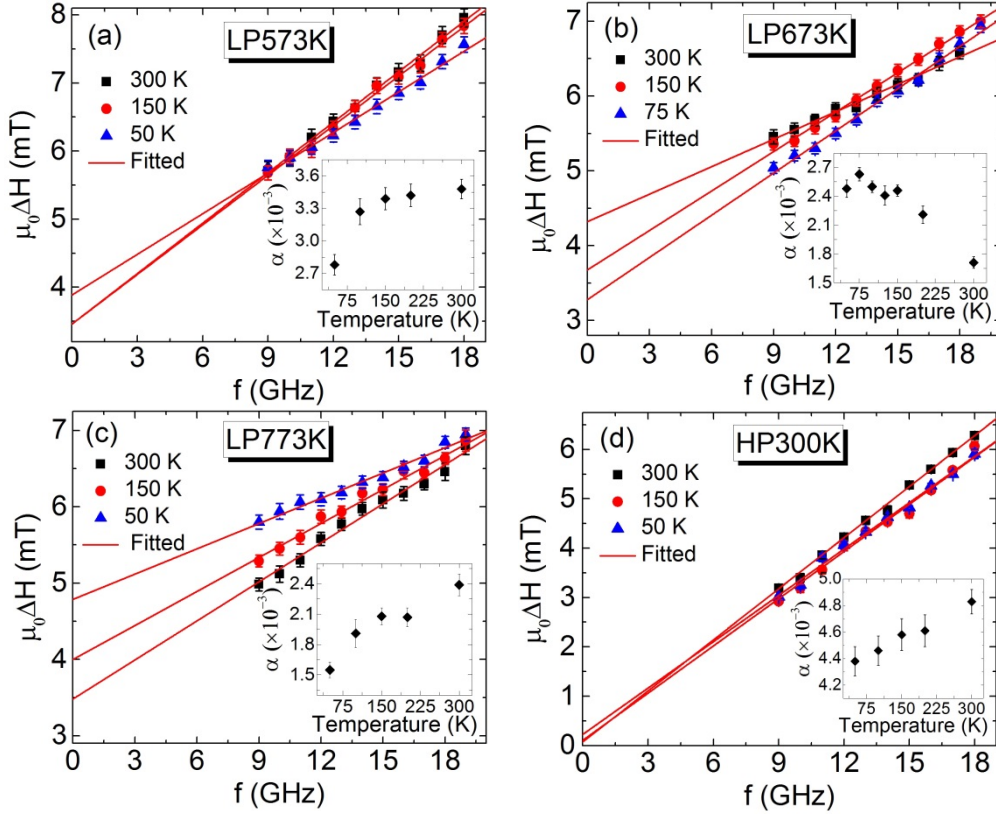 (a)
LP573K
300 K
150 K
50 K
Fitted
μ₀ΔH (mT)
8
7
6
5
4
0 3 6 9 12 15 18
f (GHz)
α (×10⁻³)
3.6
3.3
3.0
2.7
75 150 225 300
Temperature (K)
(b)
LP673K
300 K
150 K
75 K
Fitted
μ₀ΔH (mT)
7
6
5
4
3
0 3 6 9 12 15 18
f (GHz)
α (×10⁻³)
3.0
2.7
2.4
2.1
1.8
1.5
75 150 225 300
Temperature (K)
(c)
LP773K
300 K
150 K
50 K
Fitted
μ₀ΔH (mT)
7
6
5
4
3
0 3 6 9 12 15 18
f (GHz)
α (×10⁻³)
2.4
2.1
1.8
1.5
75 150 225 300
Temperature (K)
(d)
HP300K
300 K
150 K
50 K
Fitted
μ₀ΔH (mT)
6
5
4
3
2
1
0
0 3 6 9 12 15 18
f (GHz)
α (×10⁻³)
5.0
4.8
4.6
4.4
4.2
75 150 225 300
Temperature (K)